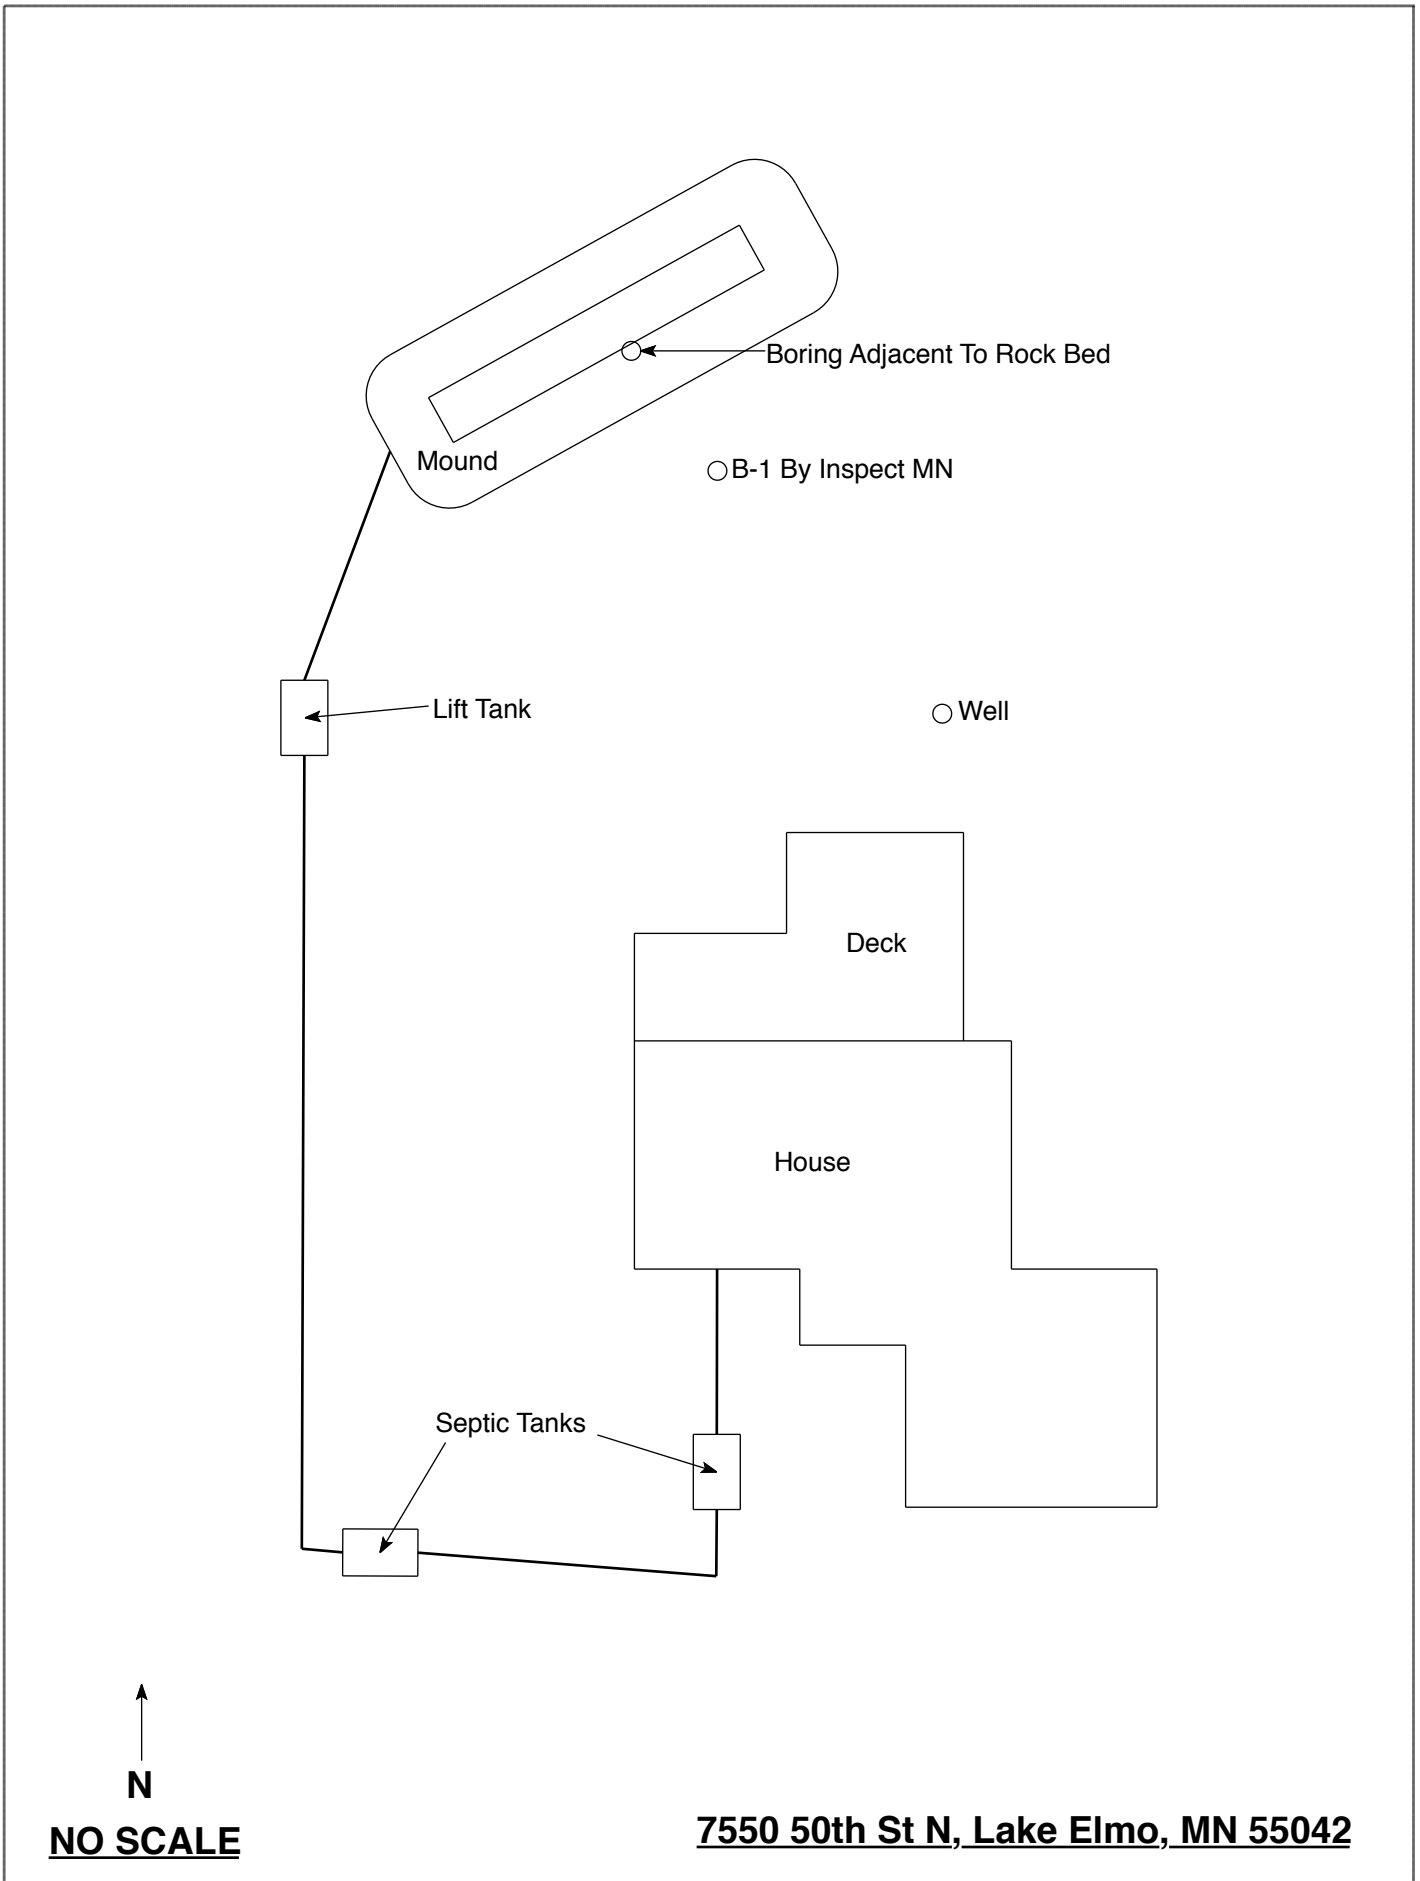 Boring Adjacent To Rock Bed
Mound
B-1 By Inspect MN
Lift Tank
Well
Deck
House
Septic Tanks
N
NO SCALE
7550 50th St N, Lake Elmo, MN 55042